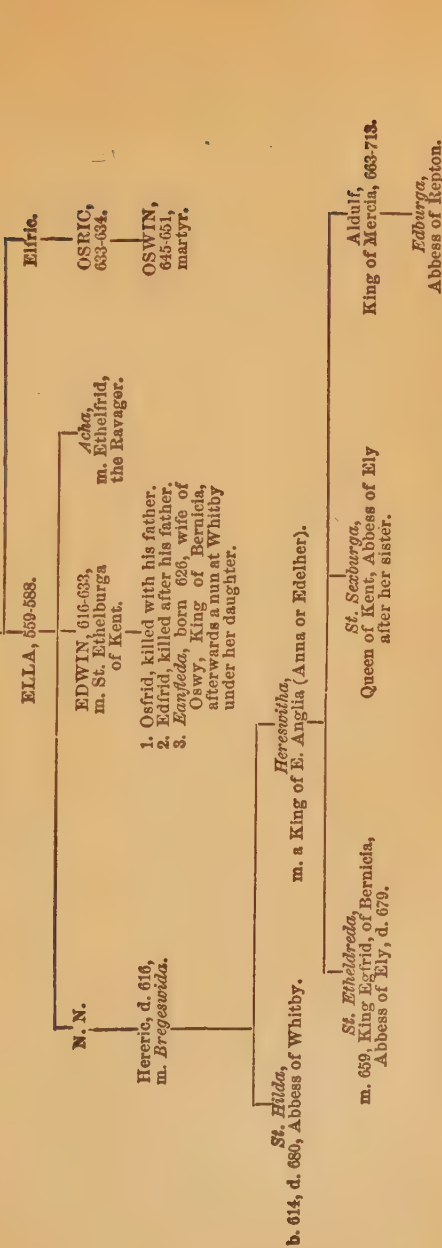 ELLA, 559-588.
Elfric.
N. N.
EDWIN, 616-633,
m. St. Ethelburga
of Kent.
Acha,
m. Ethelfrid,
the Ravager.
OSRIC,
633-634.
Hereric, d. 616,
m. Bregeswida.
1. Osfrid, killed with his father.
2. Edfrid, killed after his father.
3. Eanfleda, born 626, wife of
Oswy, King of Bernicia,
afterwards a nun at Whitby
under her daughter.
OSWIN,
645-651,
martyr.
St. Hilda,
b. 614, d. 680, Abbess of Whitby.
Hereswitha,
m. a King of E. Anglia (Anna or Edelher).
St. Etheldreda,
m. 659, King Egfrid, of Bernicia,
Abbess of Ely, d. 679.
St. Sexburga,
Queen of Kent, Abbess of Ely
after her sister.
Aldulf,
King of Mercia, 663-713.
Edburga,
Abbess of Repton.